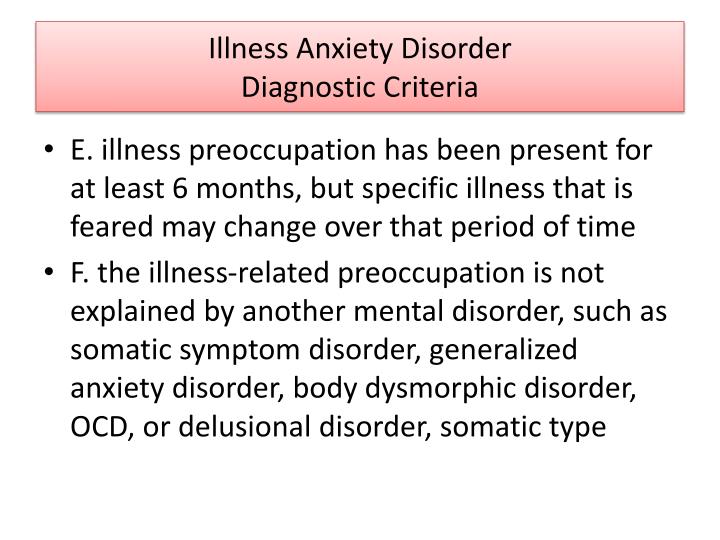 Illness Anxiety Disorder
Diagnostic Criteria
• E. illness preoccupation has been present for
at least 6 months, but specific illness that is
feared may change over that period of time
• F. the illness-related preoccupation is not
explained by another mental disorder, such as
somatic symptom disorder, generalized
anxiety disorder, body dysmorphic disorder,
OCD, or delusional disorder, somatic type